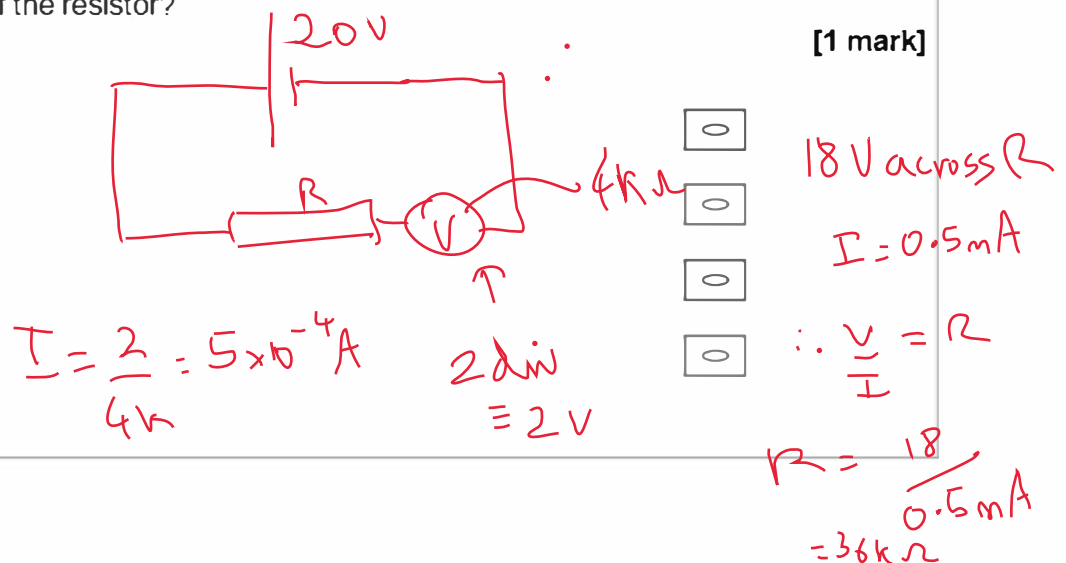 f the resistor?
[1 mark]
20V
R
V
4kΩ
I = 2/4k = 5×10⁻⁴A
2div
≡ 2V
18V across R
I = 0.5mA
∴ V/I = R
R = 18/0.5mA
=36kΩ